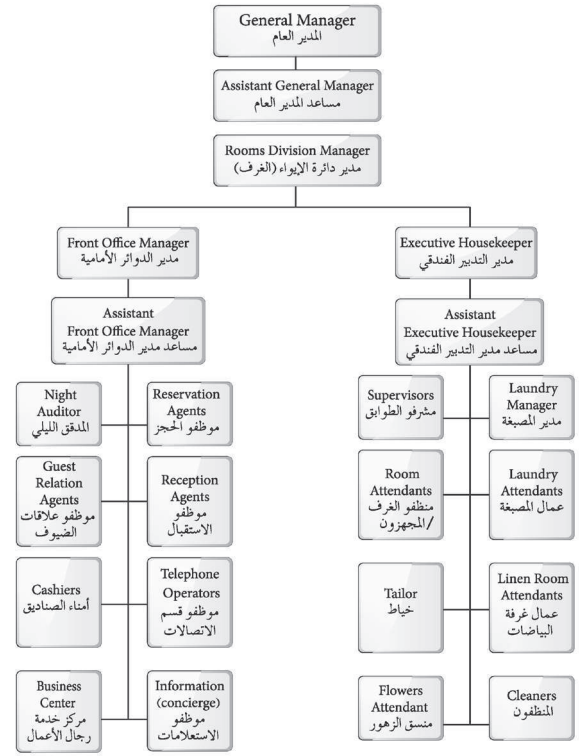 General Manager
المدير العام
Assistant General Manager
مساعد المدير العام
Rooms Division Manager
مدير دائرة الإيواء (الغرف)
Front Office Manager
مدير الدوائر الأمامية
Executive Housekeeper
مدير التدبير الفندقي
Assistant
Front Office Manager
مساعد مدير الدوائر الأمامية
Assistant
Executive Housekeeper
مساعد مدير التدبير الفندقي
Night
Auditor
المدقق الليلي
Reservation
Agents
موظفو الحجز
Supervisors
مشرفو الطوابق
Laundry
Manager
مدير المصبغة
Guest
Relation
Agents
موظفو علاقات
الضيوف
Reception
Agents
موظفو
الاستقبال
Room
Attendants
منظفو الغرف
/المجهزون
Laundry
Attendants
عمال المصبغة
Cashiers
أمناء الصناديق
Telephone
Operators
موظفو قسم
الاتصالات
Tailor
خياط
Linen Room
Attendants
عمال غرفة
البياضات
Business
Center
مركز خدمة
رجال الأعمال
Information
(concierge)
موظفو
الاستعلامات
Flowers
Attendant
منسق الزهور
Cleaners
المنظفون